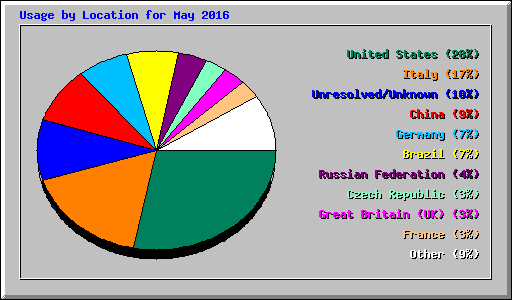 Usage by Location for May 2016
United States (28%)
Italy (17%)
Unresolved/Unknown (10%)
China (9%)
Germany (7%)
Brazil (7%)
Russian Federation (4%)
Czech Republic (3%)
Great Britain (UK) (3%)
France (3%)
Other (9%)